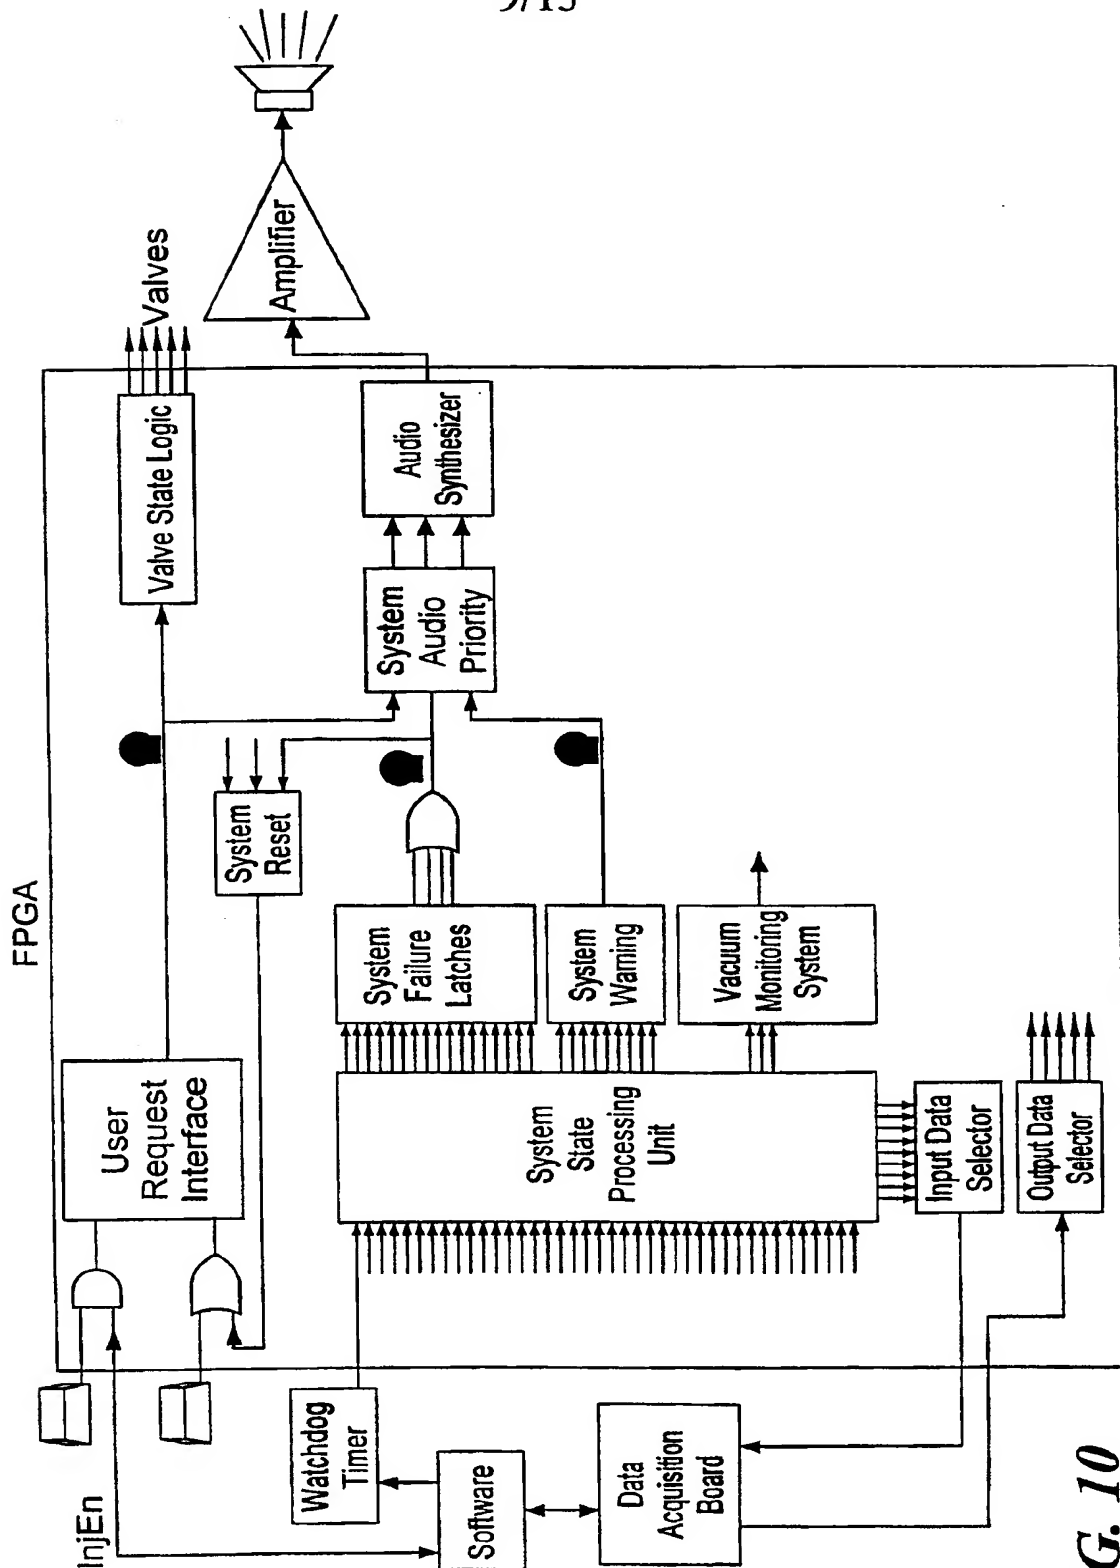 9/13
FPGA
InjEn
User
Request
Interface
Valve State Logic
Valves
System
Reset
System
Audio
Priority
Audio
Synthesizer
Amplifier
Watchdog
Timer
Software
Data
Acquisition
Board
System
State
Processing
Unit
System
Failure
Latches
System
Warning
Vacuum
Monitoring
System
Input Data
Selector
Output Data
Selector
G. 10